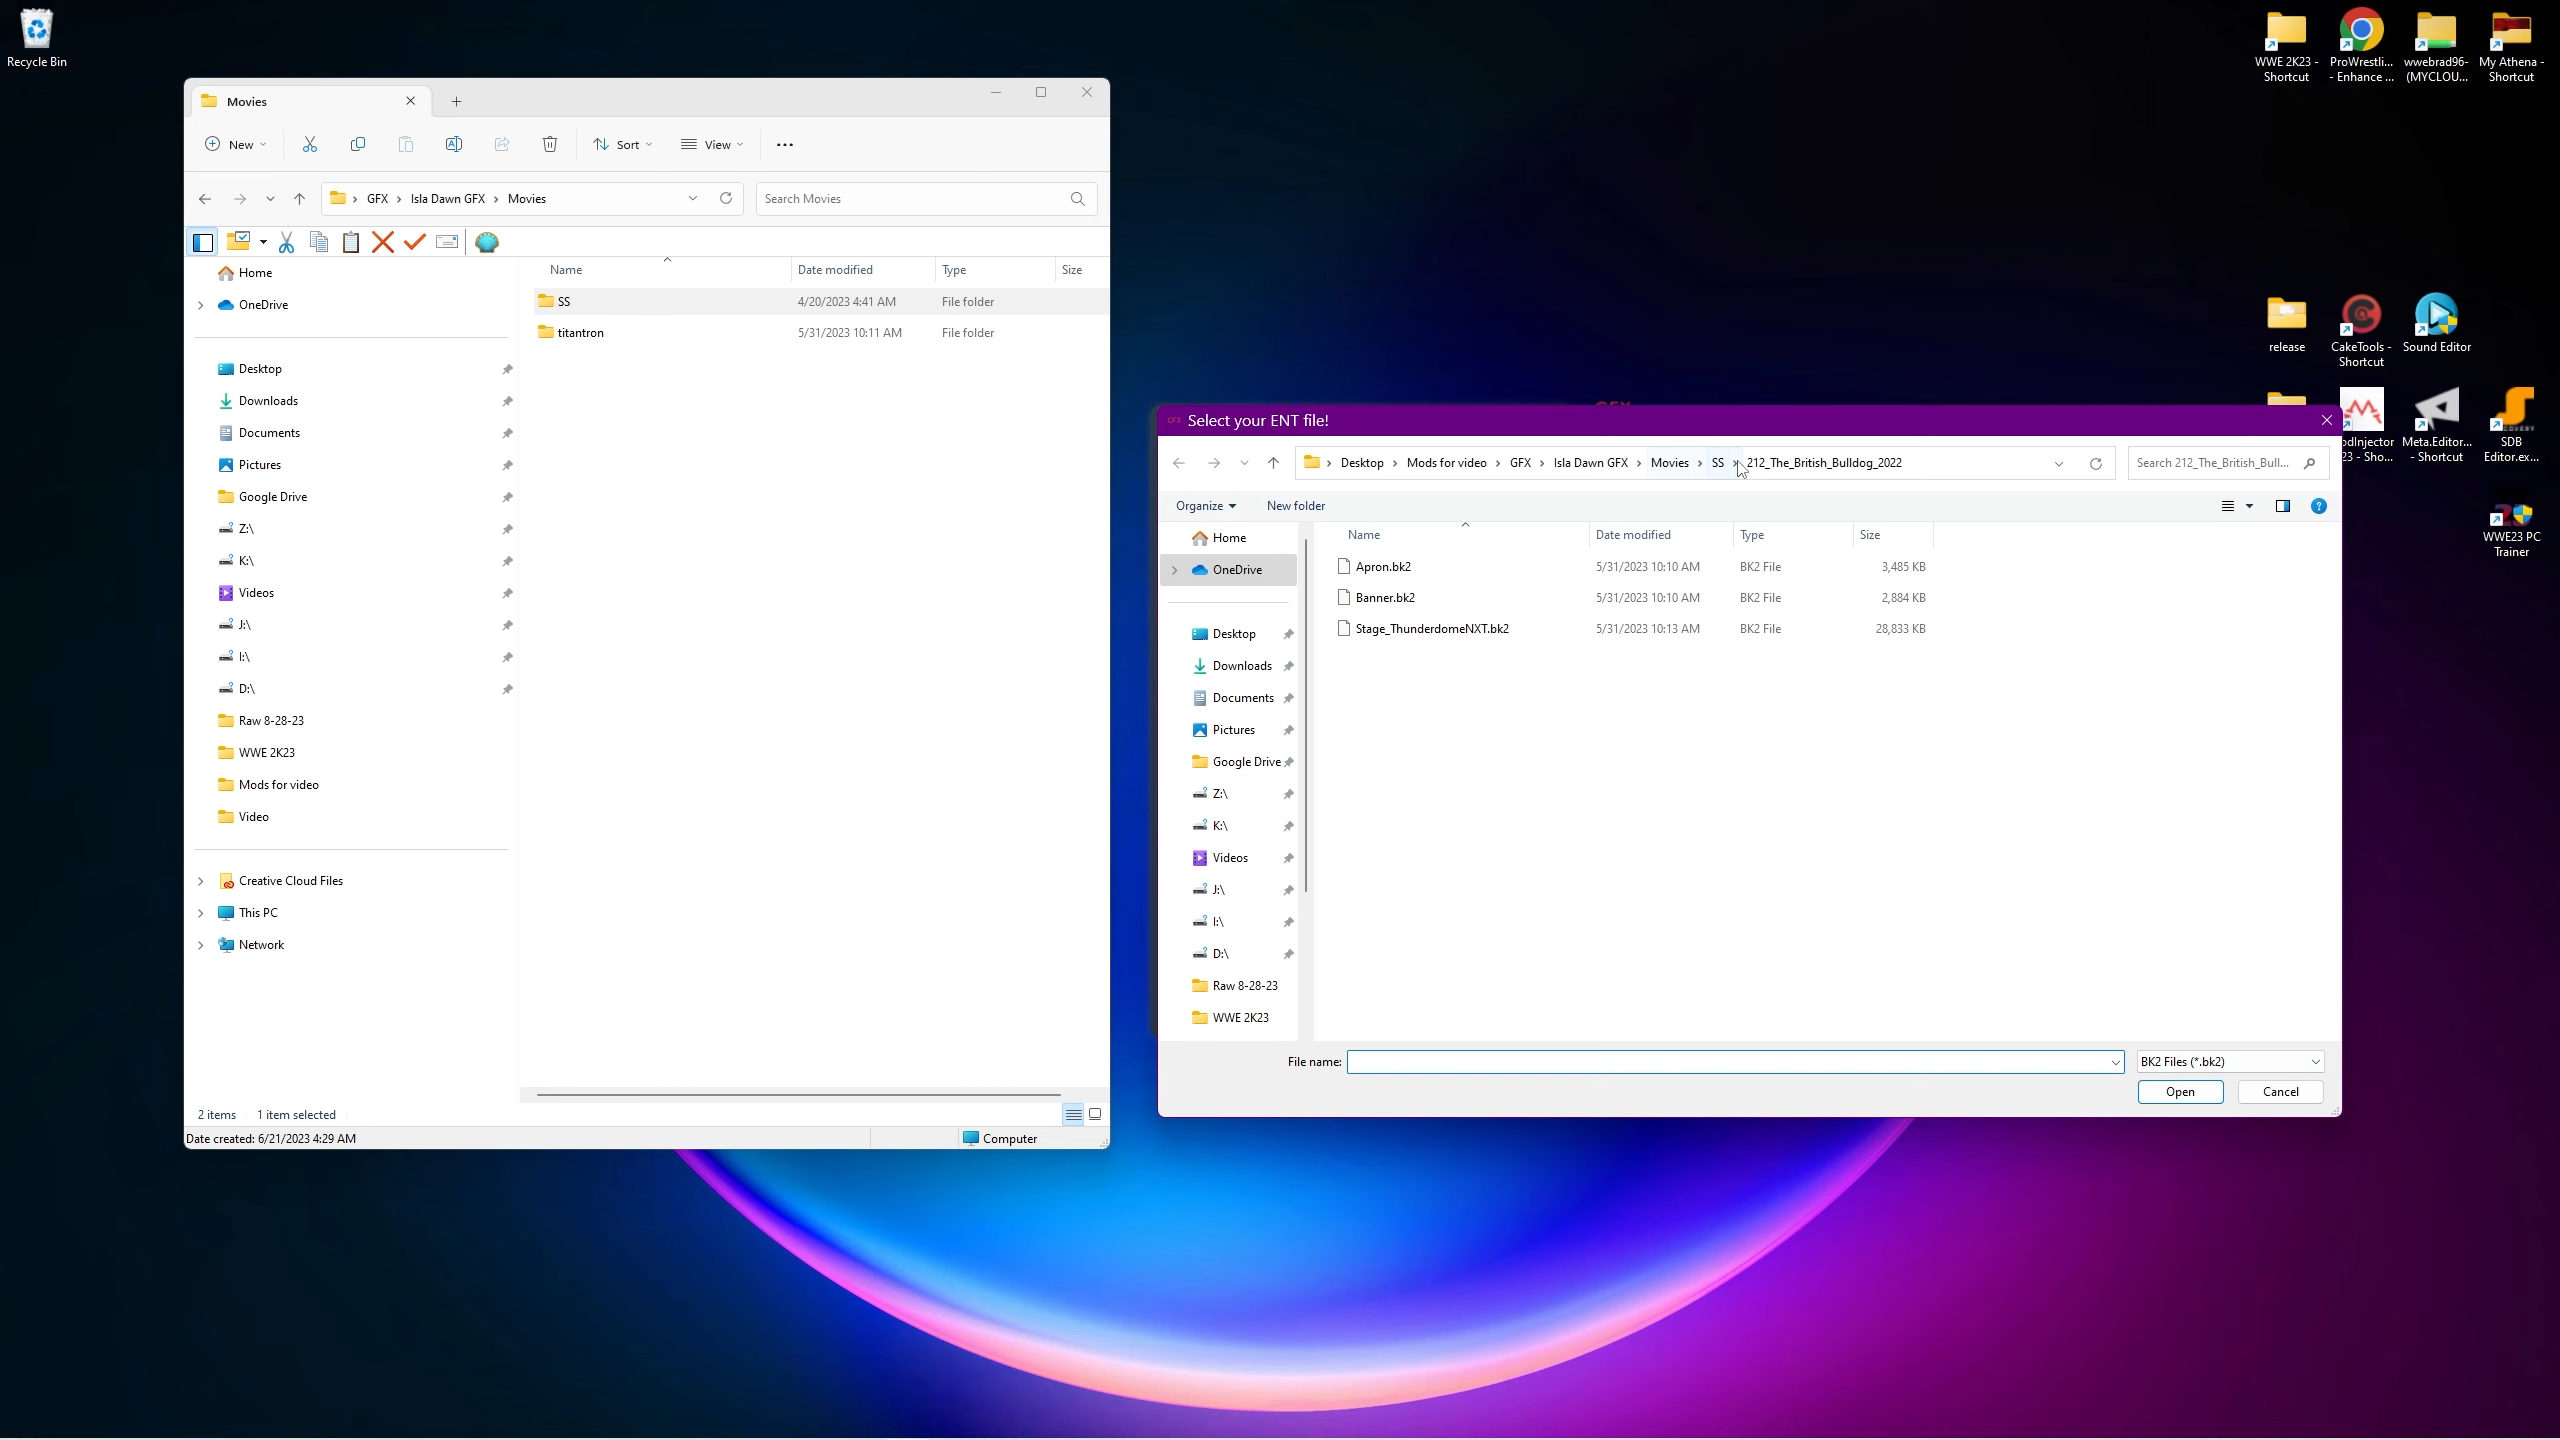 Recycle Bin
WWE 2K23 - Shortcut
ProWrestli... - Enhance ...
wwebrad96- (MYCLOU...
My Athena - Shortcut
Movies
New
Sort
View
GFX
Isla Dawn GFX
Movies
Search Movies
Name
Date modified
Type
Size
SS
4/20/2023 4:41 AM
File folder
titantron
5/31/2023 10:11 AM
File folder
Home
OneDrive
Desktop
Downloads
Documents
Pictures
Google Drive
Z:\
K:\
Videos
J:\
I:\
D:\
Raw 8-28-23
WWE 2K23
Mods for video
Video
Creative Cloud Files
This PC
Network
2 items
1 item selected
Date created: 6/21/2023 4:29 AM
Computer
release
CakeTools - Shortcut
Sound Editor
23 - Sho...
Meta.Editor... - Shortcut
SDB Editor.ex...
WWE23 PC Trainer
Select your ENT file!
Desktop
Mods for video
GFX
Isla Dawn GFX
Movies
SS
212_The_British_Bulldog_2022
Search 212_The_British_Bull...
Organize
New folder
Name
Date modified
Type
Size
Apron.bk2
5/31/2023 10:10 AM
BK2 File
3,485 KB
Banner.bk2
5/31/2023 10:10 AM
BK2 File
2,884 KB
Stage_ThunderdomeNXT.bk2
5/31/2023 10:13 AM
BK2 File
28,833 KB
Home
OneDrive
Desktop
Downloads
Documents
Pictures
Google Drive
Z:\
K:\
Videos
J:\
I:\
D:\
Raw 8-28-23
WWE 2K23
File name:
BK2 Files (*.bk2)
Open
Cancel